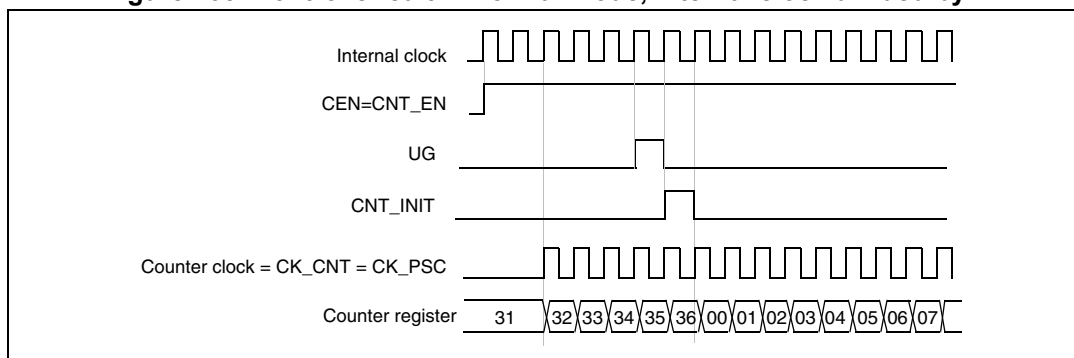 Internal clock
CEN=CNT_EN
UG
CNT_INIT
Counter clock = CK_CNT = CK_PSC
Counter register 31 32 33 34 35 36 00 01 02 03 04 05 06 07